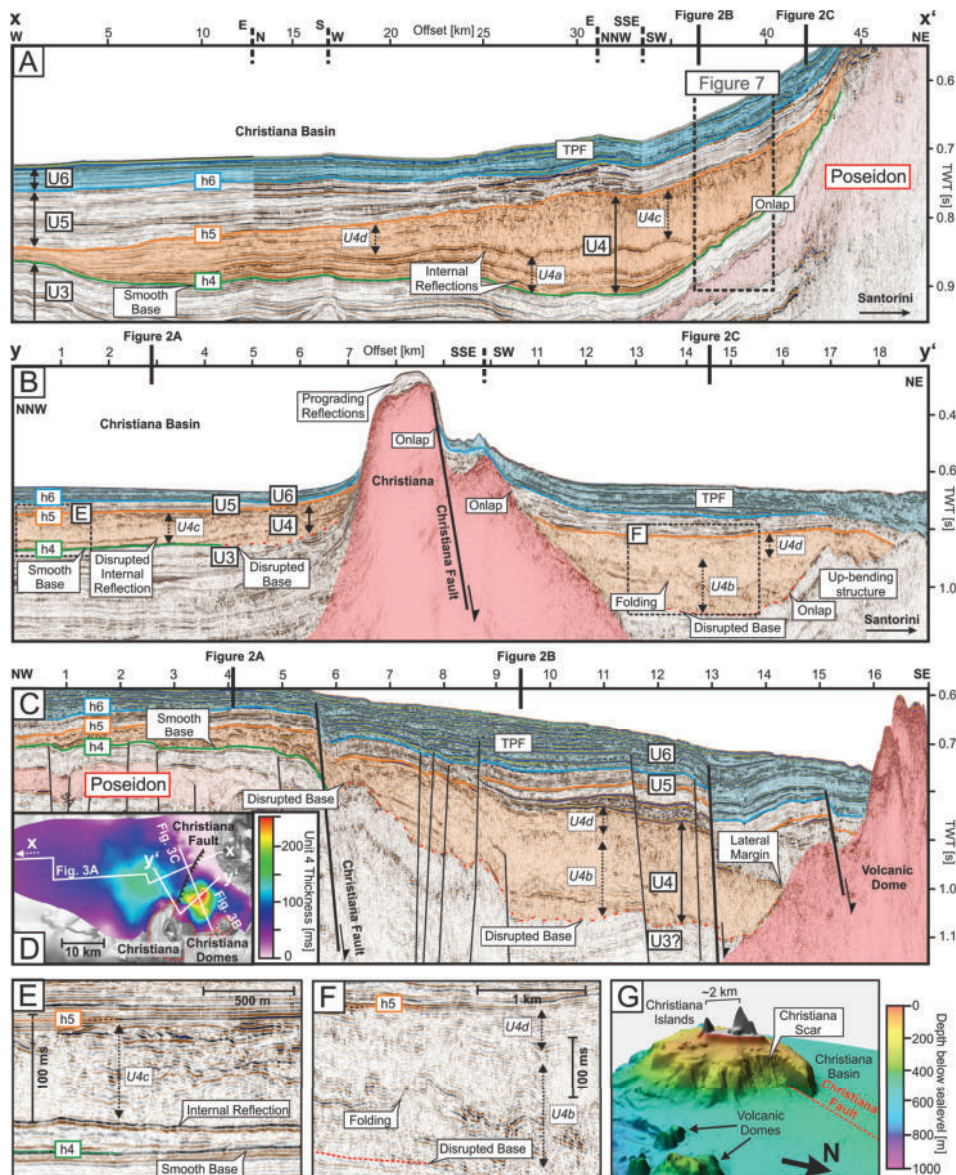 x
W
5
10
E
N
15
S
W
Offset [km]
25
30
E
SSE
NNW
SW
Figure 2B
Figure 2C
40
45
x'
NE
A
Figure 7
0.6
0.7
0.8
0.9
TWT [s]
Christiana Basin
TPF
Poseidon
U6
h6
U5
h5
U4d
U4c
U4
Onlap
U4a
Internal
Reflections
h4
U3
Smooth
Base
Santorini
y
Figure 2A
1
2
3
4
5
6
7
Offset [km]
SSE
SW
11
12
13
Figure 2C
14
15
16
17
18
y'
B
NNW
NE
Prograding
Reflections
Christiana Basin
Onlap
0.4
0.6
1.0
TWT [s]
Christiana
Onlap
TPF
h6
h5
E
U5
U6
U4c
U4
h4
U3
Smooth
Base
Disrupted
Internal
Reflection
Disrupted
Base
Christiana Fault
F
U4d
Folding
U4b
Up-bending
structure
Onlap
Disrupted Base
Santorini
NW
1
2
3
Figure 2A
4
5
6
7
8
9
Figure 2B
10
11
12
13
14
15
16
SE
C
h6
h5
h4
Smooth
Base
TPF
U6
U5
0.6
0.7
1.0
1.1
TWT [s]
Poseidon
Disrupted Base
U4d
U4b
U4
Lateral
Margin
Volcanic
Dome
Christiana Fault
Disrupted Base
U3?
x
Fig. 3A
Fig. 3C
Christiana
Fault
x'
y'
y
Fig. 3B
D
10 km
Christiana
Christiana
Domes
200
100
0
Unit 4 Thickness [ms]
E
500 m
h5
100 ms
U4c
Internal Reflection
h4
Smooth Base
F
1 km
h5
U4d
100 ms
Folding
U4b
Disrupted Base
G
~2 km
Christiana
Islands
Christiana
Scar
Christiana
Basin
Christiana
Fault
Volcanic
Domes
N
0
200
400
600
800
1000
Depth below sealevel [m]